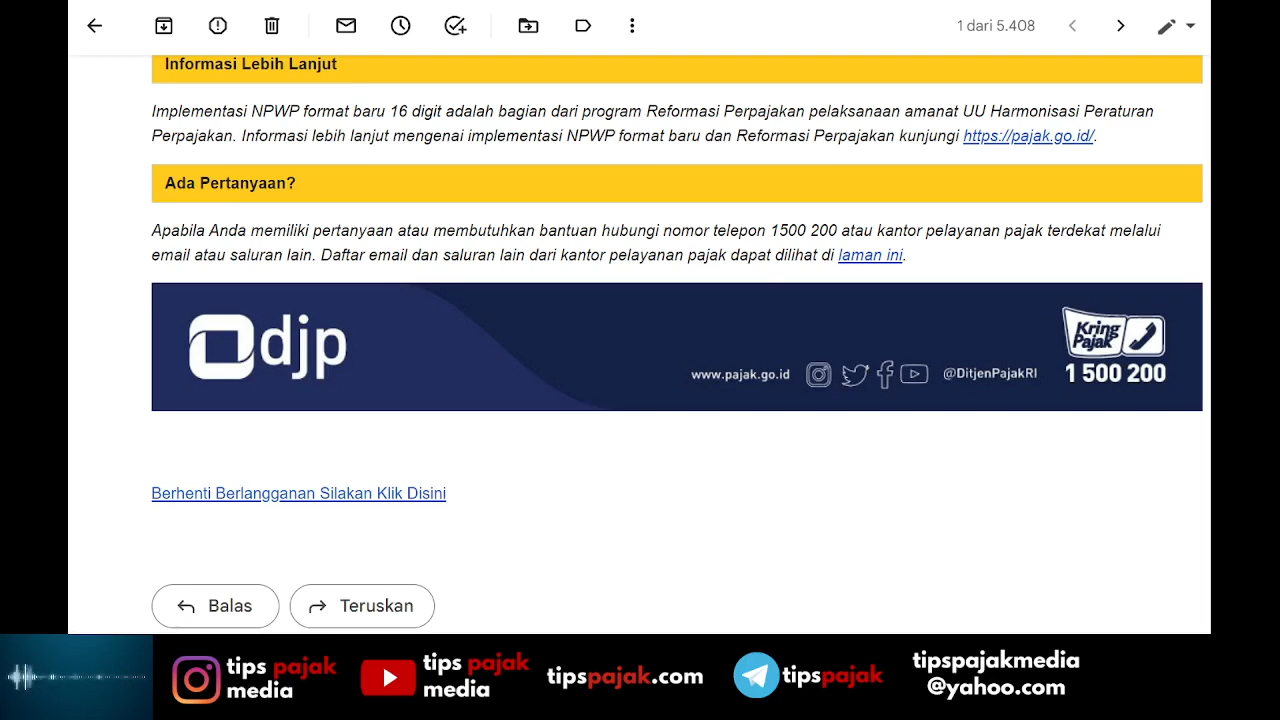 1 dari 5.408
Informasi Lebih Lanjut
Implementasi NPWP format baru 16 digit adalah bagian dari program Reformasi Perpajakan pelaksanaan amanat UU Harmonisasi Peraturan
Perpajakan. Informasi lebih lanjut mengenai implementasi NPWP format baru dan Reformasi Perpajakan kunjungi https://pajak.go.id/.
Ada Pertanyaan?
Apabila Anda memiliki pertanyaan atau membutuhkan bantuan hubungi nomor telepon 1500 200 atau kantor pelayanan pajak terdekat melalui
email atau saluran lain. Daftar email dan saluran lain dari kantor pelayanan pajak dapat dilihat di laman ini.
djp
www.pajak.go.id
@DitjenPajakRI
Kring
Pajak
1 500 200
Berhenti Berlangganan Silakan Klik Disini
Balas
Teruskan
tips pajak
media
tips pajak
media
tipspajak.com
tipspajak
tipspajakmedia
@yahoo.com